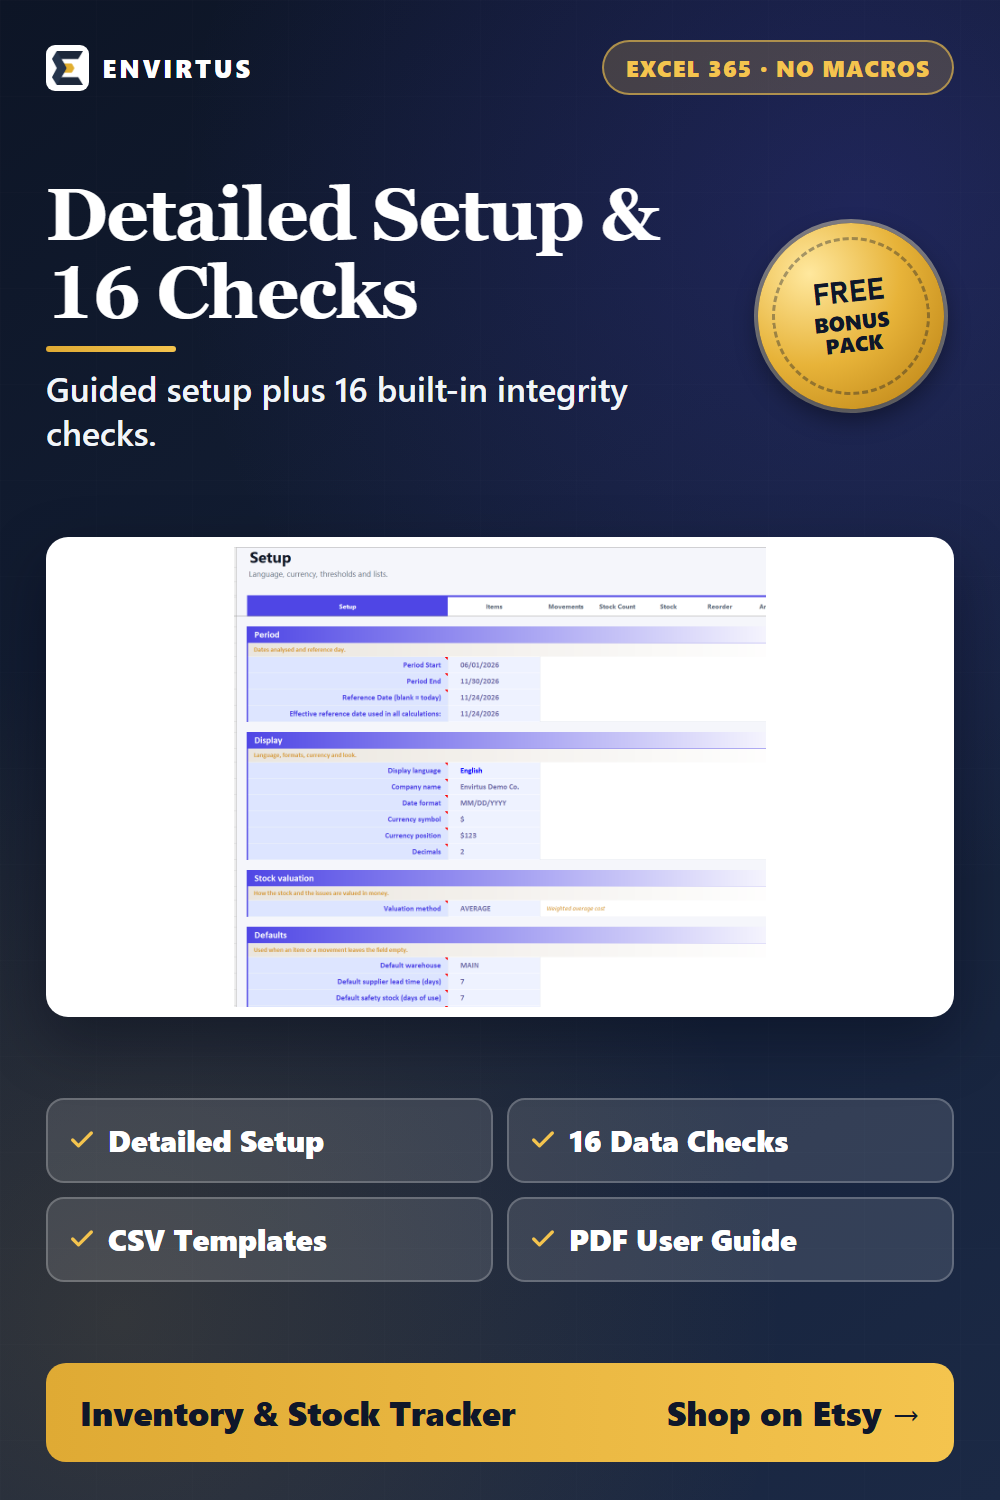 ENVIRTUS
EXCEL 365 · NO MACROS
Detailed Setup &
16 Checks
Guided setup plus 16 built-in integrity
checks.
FREE
BONUS
PACK
Setup
Language, currency, thresholds and lists.
Setup Items Movements Stock Count Stock Reorder An
Period
Dates analysed and reference day.
Period Start 06/01/2026
Period End 11/30/2026
Reference Date (blank = today) 11/24/2026
Effective reference date used in all calculations: 11/24/2026
Display
Language, formats, currency and look.
Display language English
Company name Envirtus Demo Co.
Date format MM/DD/YYYY
Currency symbol $
Currency position $123
Decimals 2
Stock valuation
How the stock and the issues are valued in money.
Valuation method AVERAGE Weighted average cost
Defaults
Used when an item or a movement leaves the field empty.
Default warehouse MAIN
Default supplier lead time (days) 7
Default safety stock (days of use) 7
Detailed Setup
16 Data Checks
CSV Templates
PDF User Guide
Inventory & Stock Tracker
Shop on Etsy →